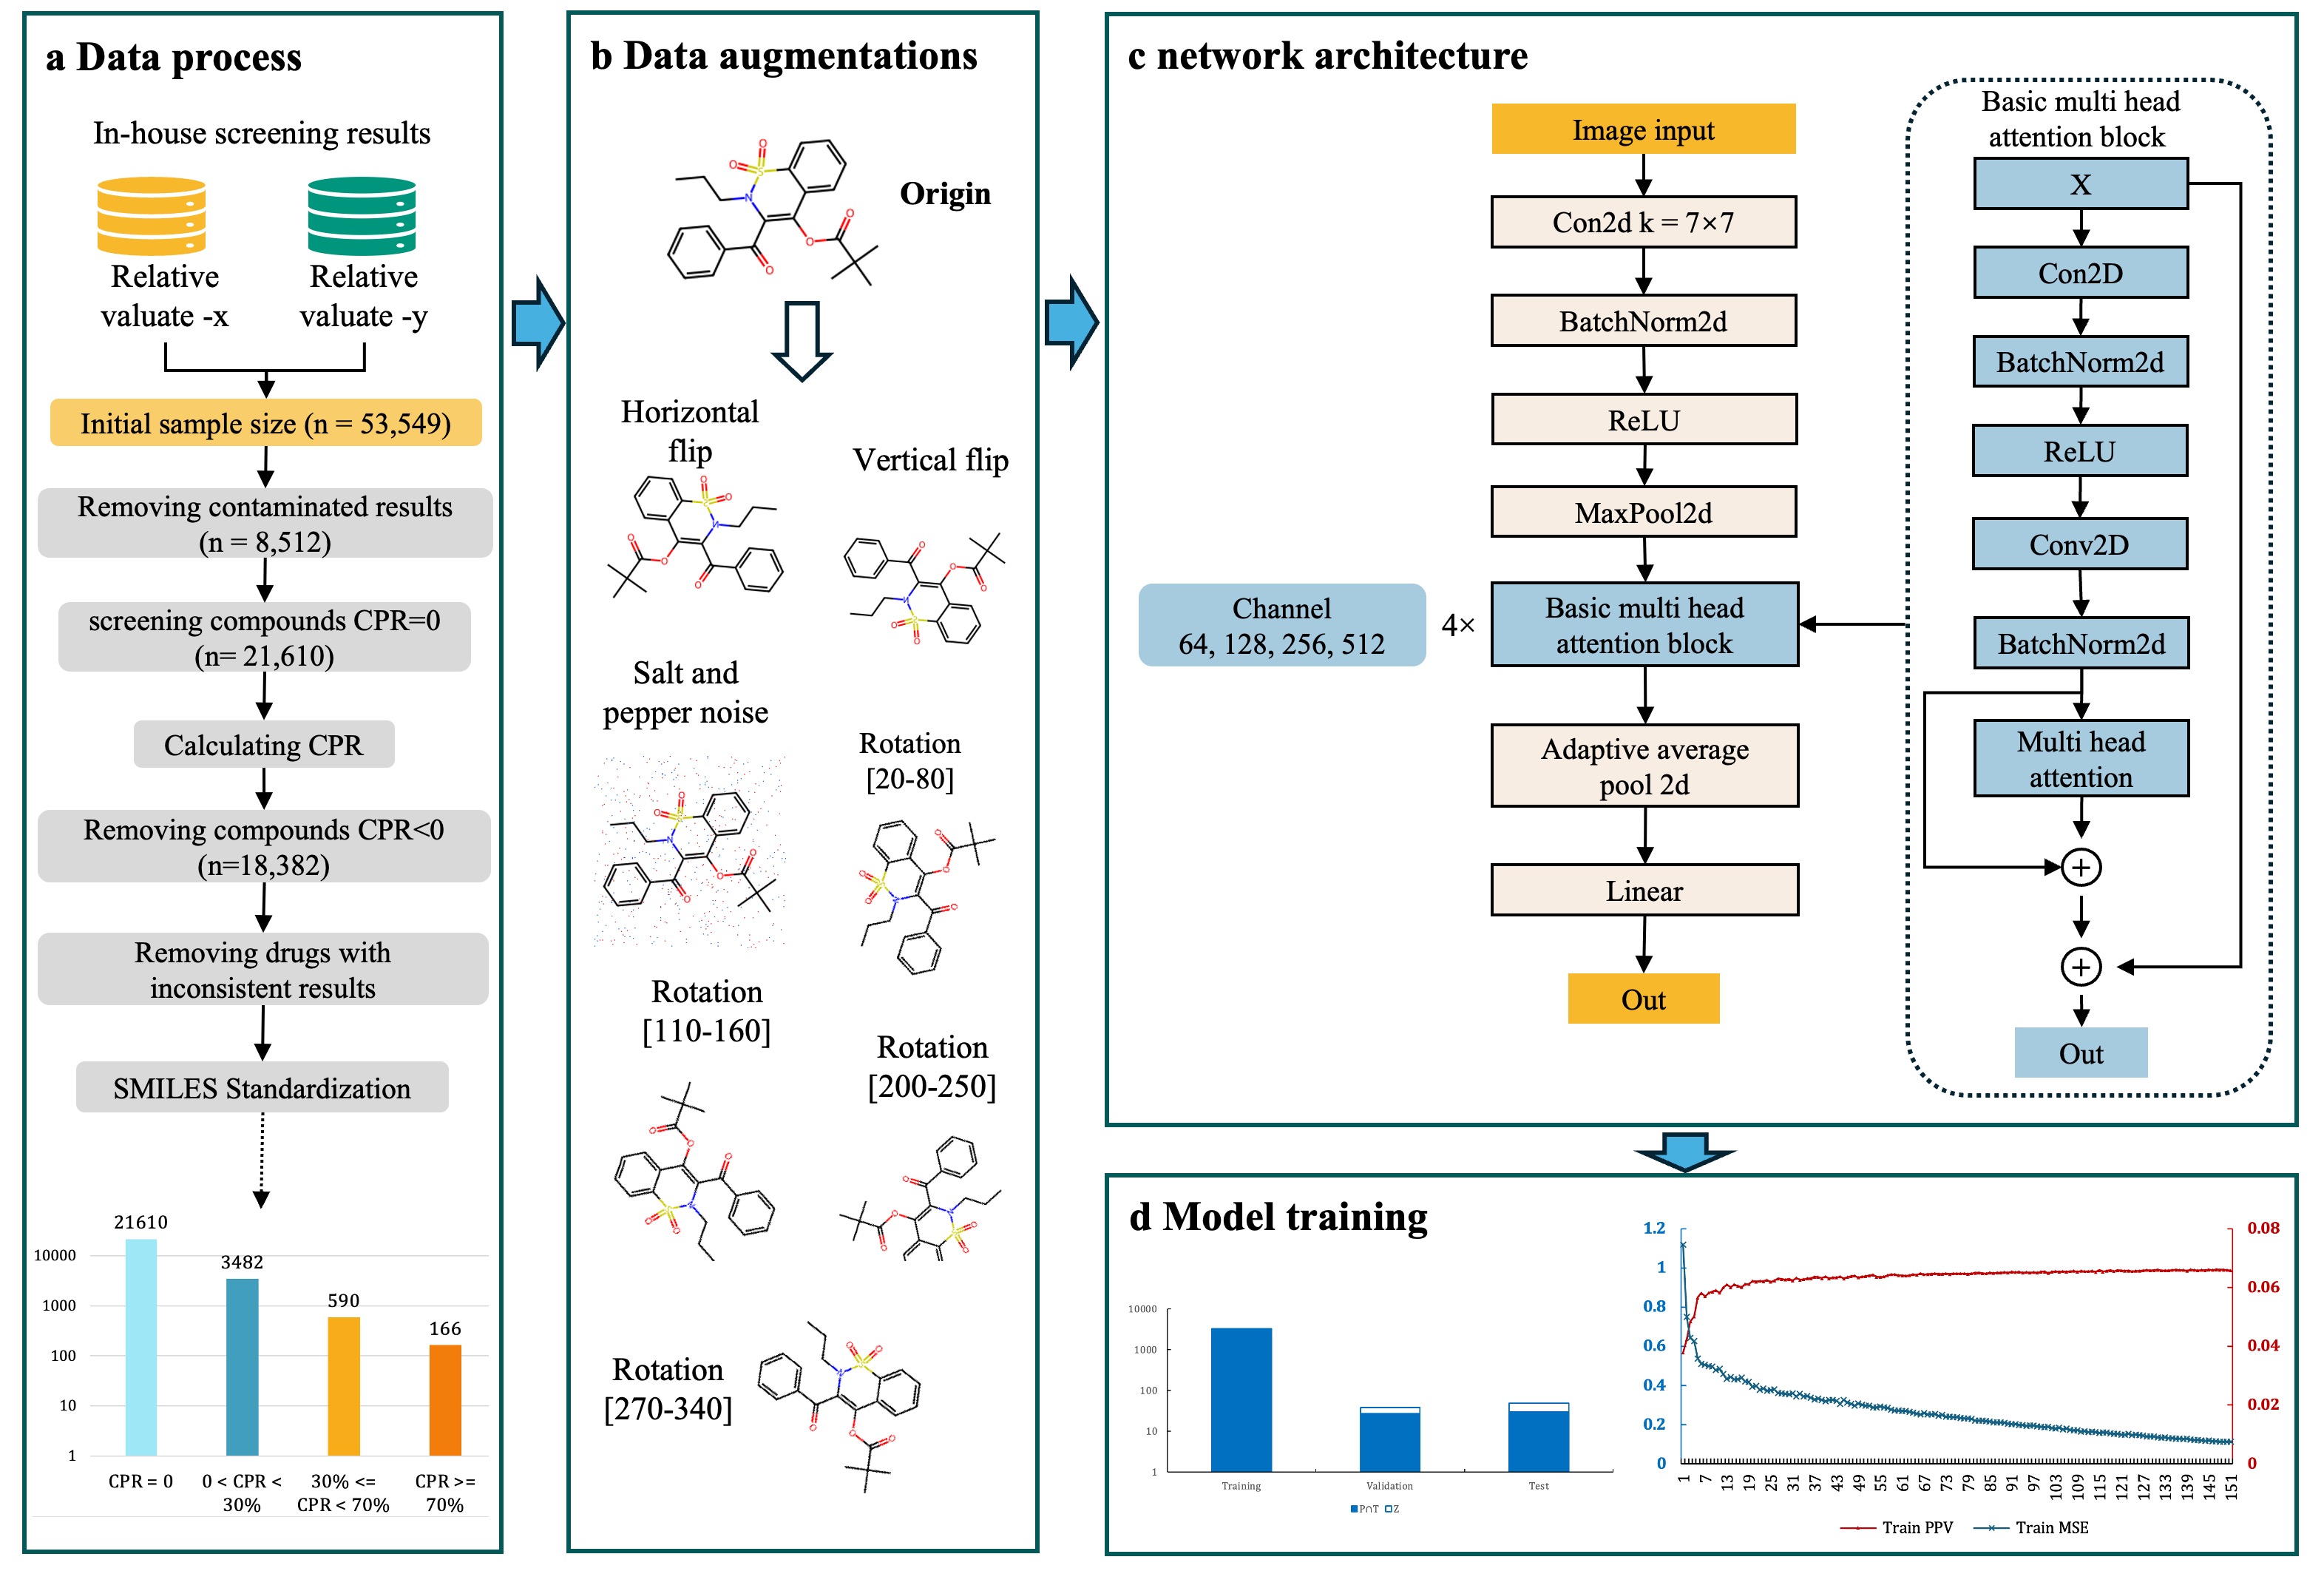 a Data process
In-house screening results
Relative
valuate -x
Relative
valuate -y
Initial sample size (n = 53,549)
Removing contaminated results
(n = 8,512)
screening compounds CPR=0
(n= 21,610)
Calculating CPR
Removing compounds CPR<0
(n=18,382)
Removing drugs with
inconsistent results
SMILES Standardization
21610
3482
590
166
10000
1000
100
10
1
CPR = 0
0 < CPR <
30%
30% <=
CPR < 70%
CPR >=
70%
b Data augmentations
Origin
Horizontal
flip
Vertical flip
Salt and
pepper noise
Rotation
[20-80]
Rotation
[110-160]
Rotation
[200-250]
Rotation
[270-340]
c network architecture
Image input
Con2d k = 7×7
BatchNorm2d
ReLU
MaxPool2d
Channel
64, 128, 256, 512
4×
Basic multi head
attention block
Adaptive average
pool 2d
Linear
Out
Basic multi head
attention block
X
Con2D
BatchNorm2d
ReLU
Conv2D
BatchNorm2d
Multi head
attention
+
+
Out
d Model training
10000
1000
100
10
1
Training
Validation
Test
P∩T
Z
1.2
1
0.8
0.6
0.4
0.2
0
0.08
0.06
0.04
0.02
0
1 7 13 19 25 31 37 43 49 55 61 67 73 79 85 91 97 103 109 115 121 127 133 139 145 151
Train PPV
Train MSE